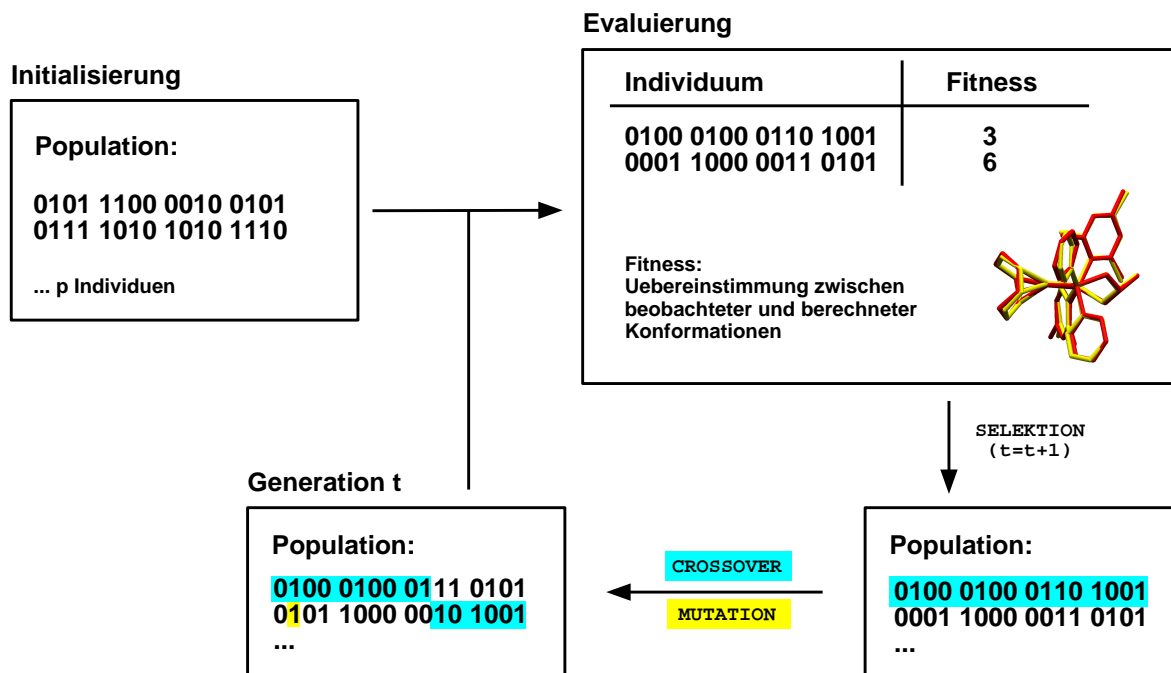 Initialisierung
Population:
0101 1100 0010 0101
0111 1010 1010 1110
... p Individuen
Evaluierung
Individuum Fitness
0100 0100 0110 1001 3
0001 1000 0011 0101 6
Fitness:
Uebereinstimmung zwischen
beobachteter und berechneter
Konformationen
SELEKTION
(t=t+1)
Population:
0100 0100 0110 1001
0001 1000 0011 0101
...
CROSSOVER
MUTATION
Generation t
Population:
0100 0100 0111 0101
0101 1000 0010 1001
...